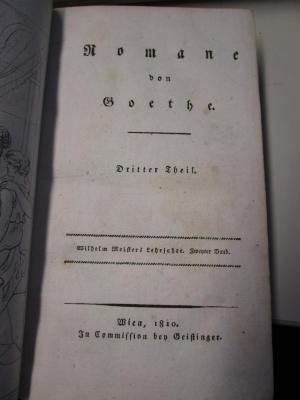 Romane
von
Goethe.
Dritter Theil.
Wilhelm Meisters Lehrjahre. Zweyter Band.
Wien, 1810.
In Commission bey Geistinger.